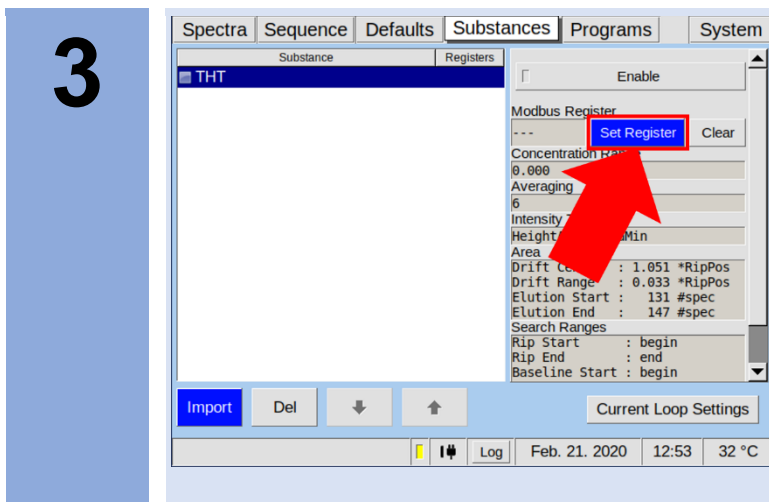 3
Spectra Sequence Defaults Substances Programs System
Substance Registers
THT
Enable
Modbus Register
--- Set Register Clear
Concentration
0.000
Averaging
6
Intensity
Height
Area
Drift : 1.051 *RipPos
Drift Range : 0.033 *RipPos
Elution Start : 131 #spec
Elution End : 147 #spec
Search Ranges
Rip Start : begin
Rip End : end
Baseline Start : begin
Import Del Current Loop Settings
Log Feb. 21. 2020 12:53 32 °C